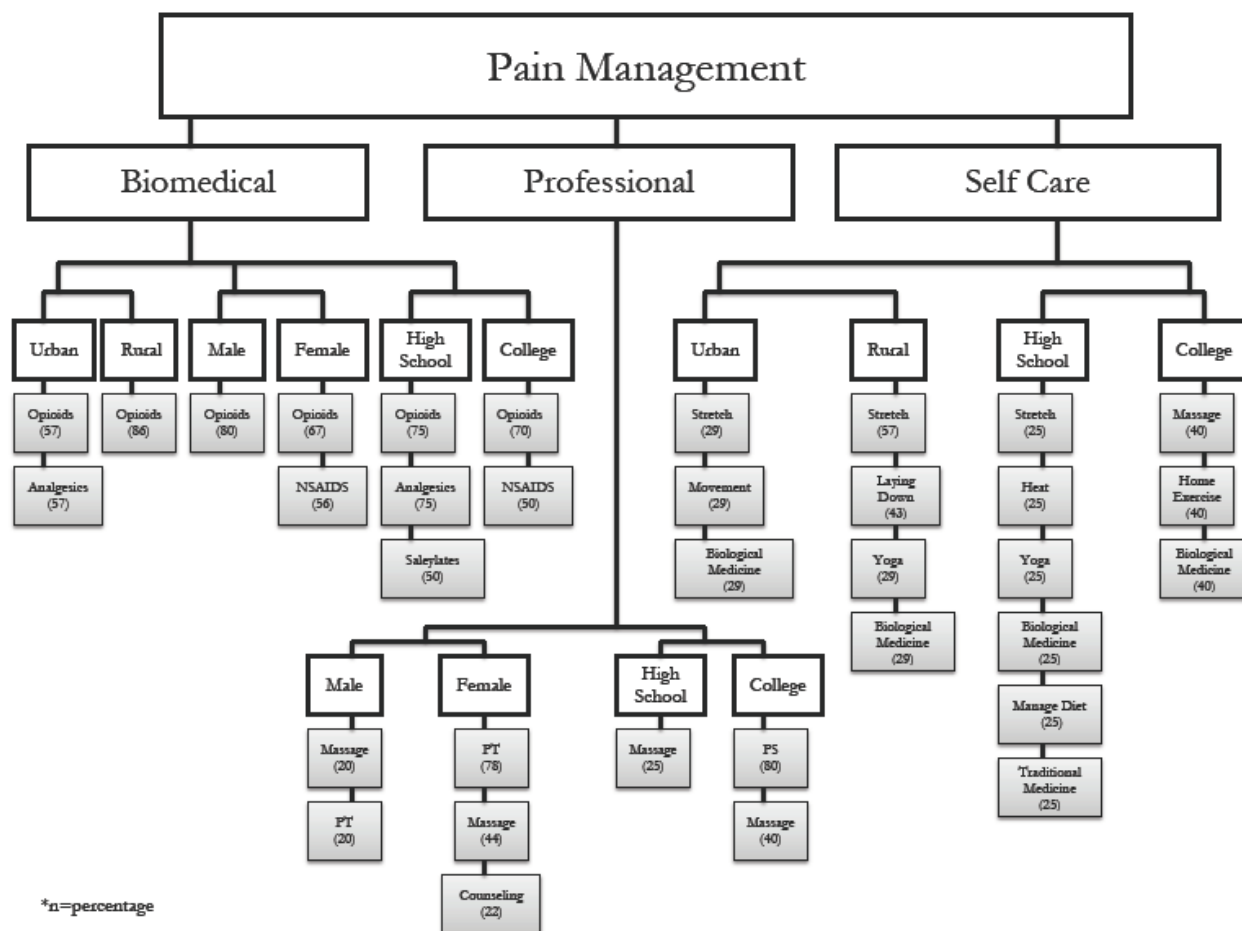 Pain Management
Biomedical
Professional
Self Care
Urban
Rural
Male
Female
High
School
College
Urban
Rural
High
School
College
Opioids
(57)
Opioids
(86)
Opioids
(80)
Opioids
(67)
Opioids
(75)
Opioids
(70)
Stretch
(29)
Stretch
(57)
Stretch
(25)
Massage
(40)
Analgesics
(57)
NSAIDS
(56)
Analgesics
(75)
NSAIDS
(50)
Movement
(29)
Laying
Down
(43)
Heat
(25)
Home
Exercise
(40)
Saleylates
(50)
Biological
Medicine
(29)
Yoga
(29)
Yoga
(25)
Biological
Medicine
(40)
Biological
Medicine
(29)
Biological
Medicine
(25)
Male
Female
High
School
College
Manage Diet
(25)
Massage
(20)
PT
(78)
Massage
(25)
PS
(80)
Traditional
Medicine
(25)
PT
(20)
Massage
(44)
Massage
(40)
Counseling
(22)
*n=percentage